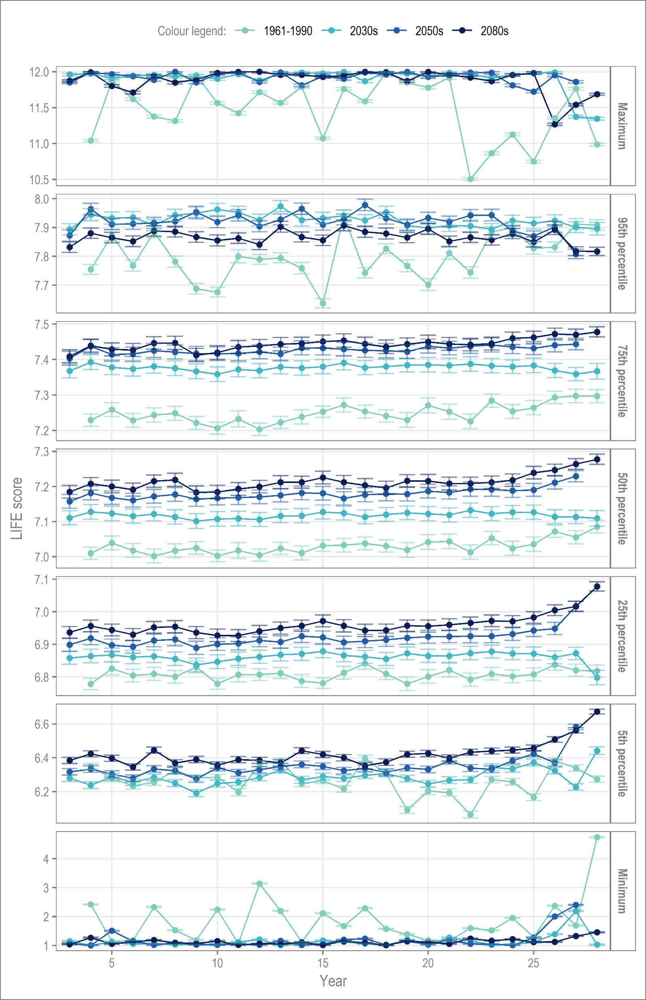 Colour legend: 1961-1990 2030s 2050s 2080s
12.0
11.5
11.0
10.5
Maximum
8.0
7.9
7.8
7.7
95th percentile
7.5
7.4
7.3
7.2
75th percentile
7.3
7.2
7.1
7.0
50th percentile
LIFE score
7.1
7.0
6.9
6.8
25th percentile
6.6
6.4
6.2
5th percentile
4
3
2
1
Minimum
5 10 15 20 25
Year